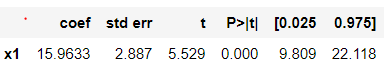 coef std err t P>|t| [0.025 0.975]
x1 15.9633 2.887 5.529 0.000 9.809 22.118